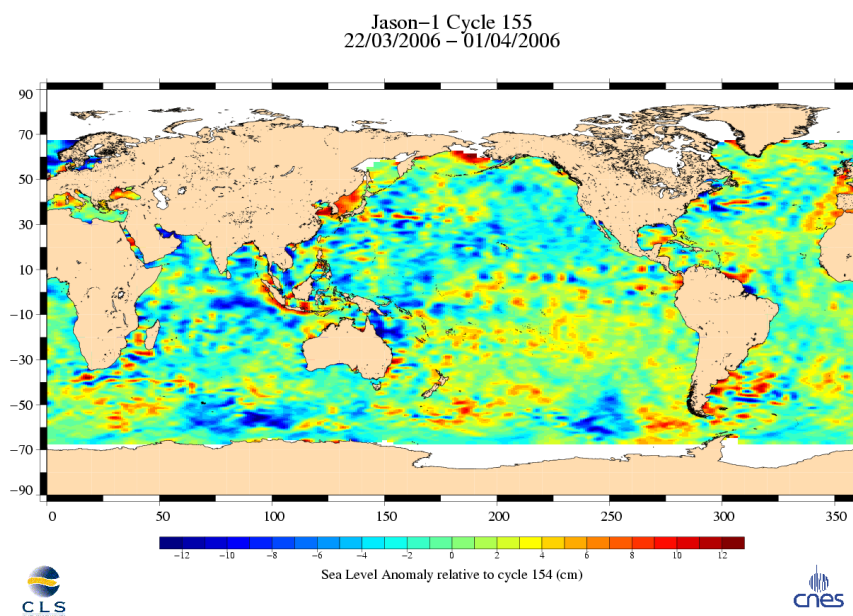 Jason−1 Cycle 155
22/03/2006 − 01/04/2006
90
70
50
30
10
−10
−30
−50
−70
−90
0 50 100 150 200 250 300 350
−12 −10 −8 −6 −4 −2 0 2 4 6 8 10 12
Sea Level Anomaly relative to cycle 154 (cm)
CLS
cnes